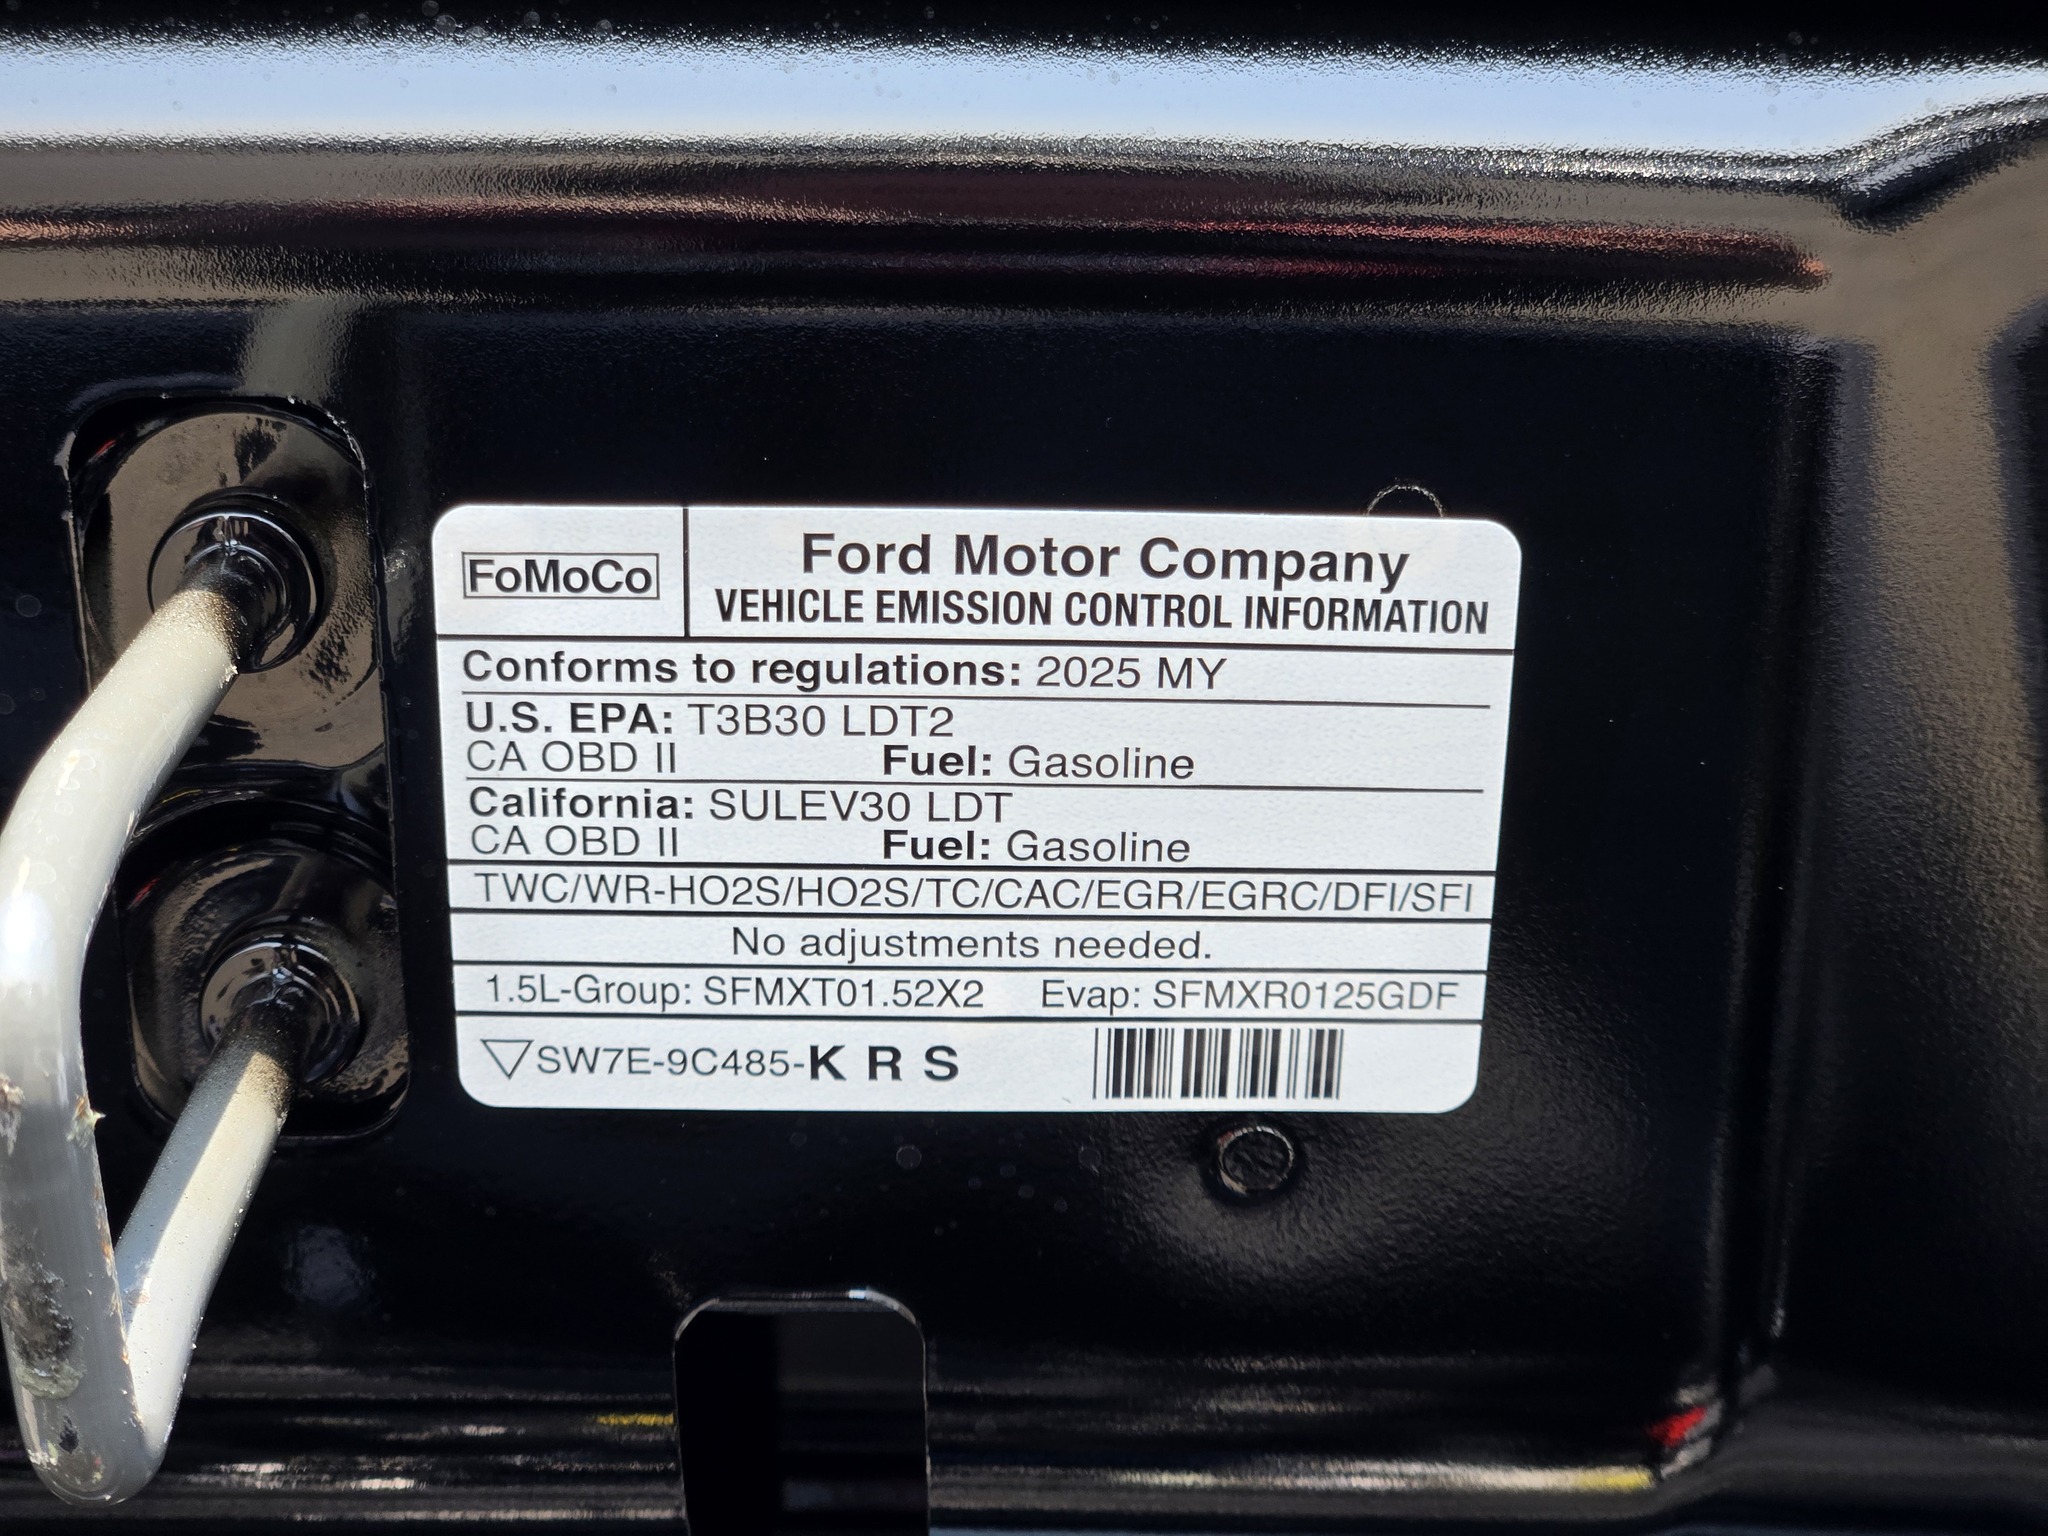 FoMoCo
Ford Motor Company
VEHICLE EMISSION CONTROL INFORMATION
Conforms to regulations: 2025 MY
U.S. EPA: T3B30 LDT2
CA OBD II Fuel: Gasoline
California: SULEV30 LDT
CA OBD II Fuel: Gasoline
TWC/WR-HO2S/HO2S/TC/CAC/EGR/EGRC/DFI/SFI
No adjustments needed.
1.5L-Group: SFMXT01.52X2 Evap: SFMXR0125GDF
SW7E-9C485-K R S